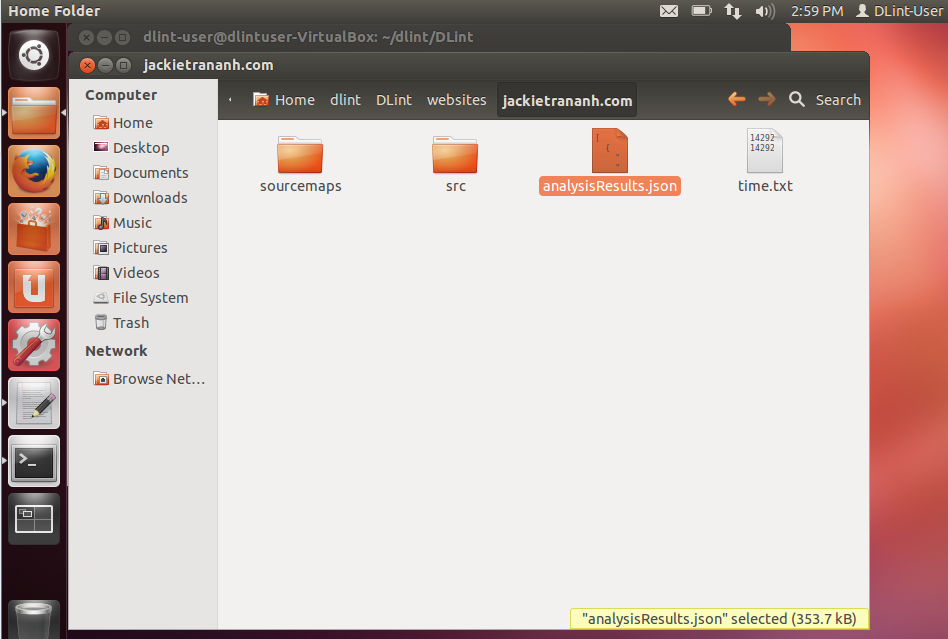 Home Folder
2:59 PM
DLint-User
dlint-user@dlintuser-VirtualBox: ~/dlint/DLint
jackietrananh.com
Computer
Home
Desktop
Documents
Downloads
Music
Pictures
Videos
File System
Trash
Network
Browse Net...
Home
dlint
DLint
websites
jackietrananh.com
Search
sourcemaps
src
{
{
analysisResults.json
14292
14292
time.txt
"analysisResults.json" selected (353.7 kB)